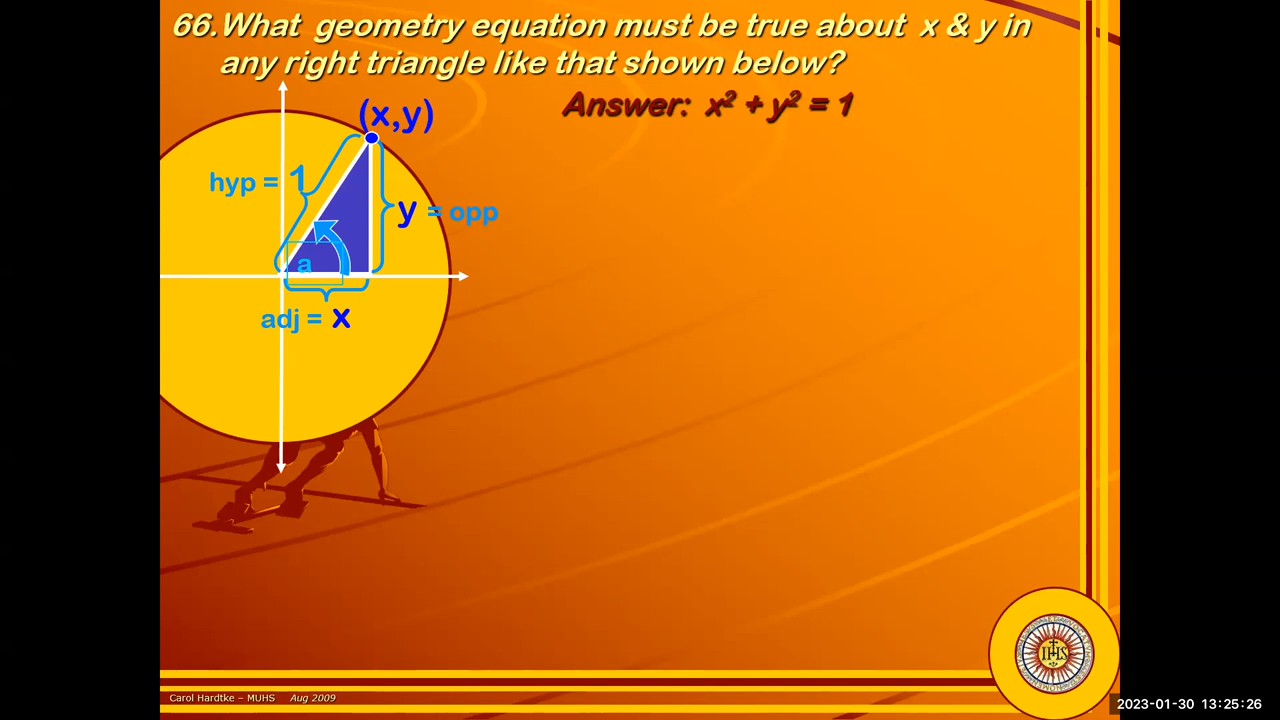 66. What geometry equation must be true about x & y in
any right triangle like that shown below?
Answer: x² + y² = 1
(x,y)
hyp = 1
y = opp
a
adj = x
IHS
Carol Hardtke – MUHS Aug 2009
2023-01-30 13:25:26